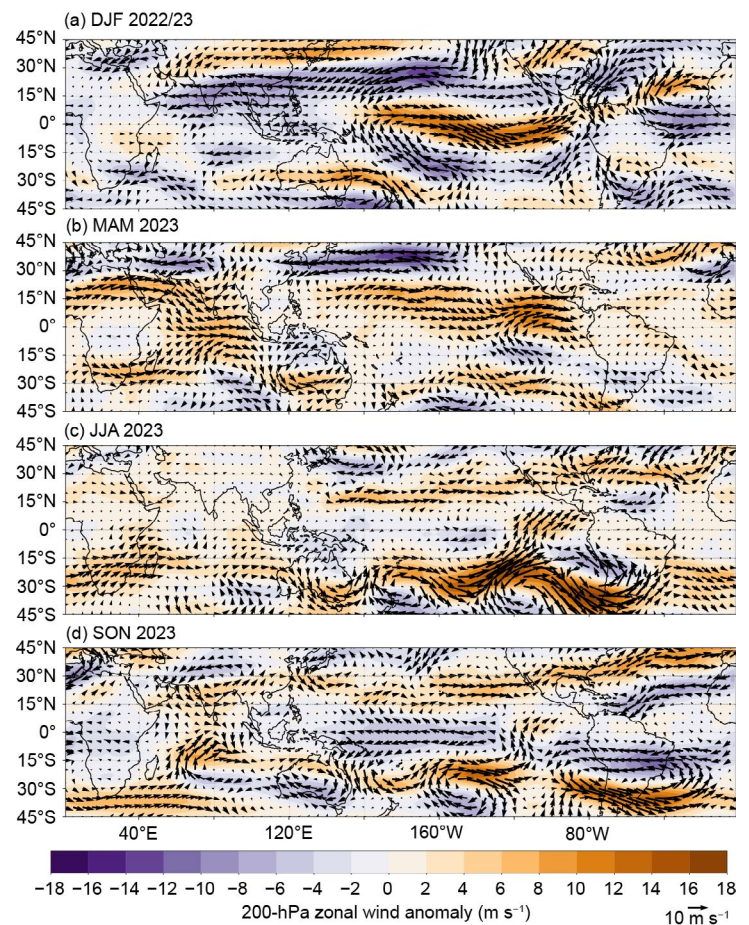 (a) DJF 2022/23
45°N
30°N
15°N
0°
15°S
30°S
45°S
(b) MAM 2023
45°N
30°N
15°N
0°
15°S
30°S
45°S
(c) JJA 2023
45°N
30°N
15°N
0°
15°S
30°S
45°S
(d) SON 2023
45°N
30°N
15°N
0°
15°S
30°S
45°S
40°E 120°E 160°W 80°W
−18 −16 −14 −12 −10 −8 −6 −4 −2 0 2 4 6 8 10 12 14 16 18
200-hPa zonal wind anomaly (m s⁻¹)
10 m s⁻¹